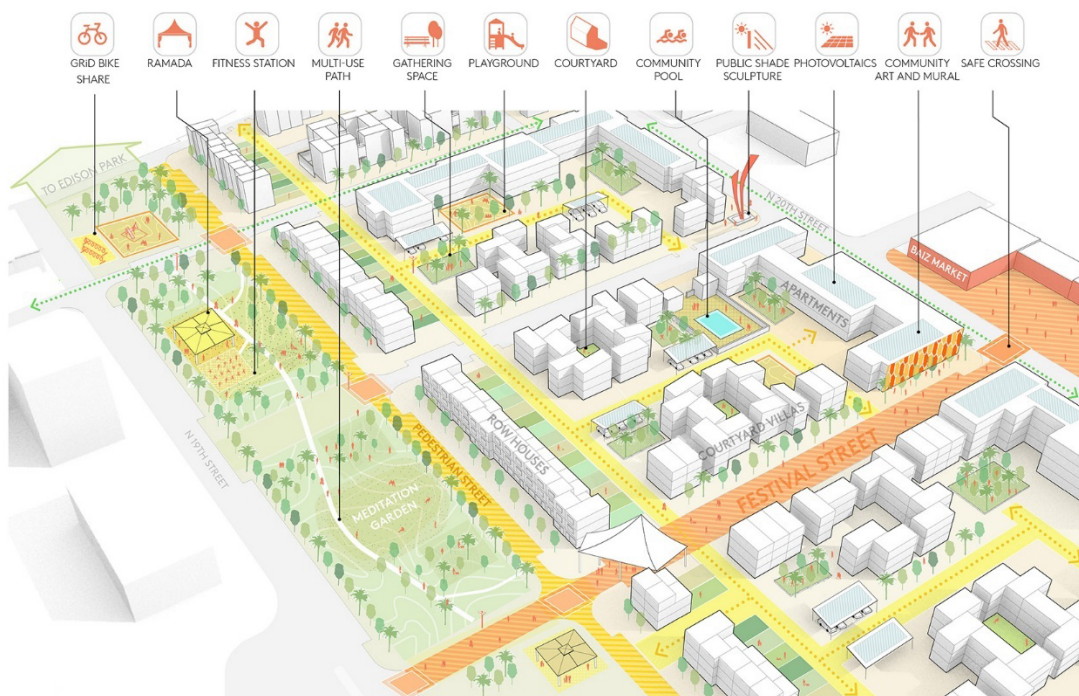 GRiD BIKE
SHARE
RAMADA
FITNESS STATION
MULTI-USE
PATH
GATHERING
SPACE
PLAYGROUND
COURTYARD
COMMUNITY
POOL
PUBLIC SHADE
SCULPTURE
PHOTOVOLTAICS
COMMUNITY
ART AND MURAL
SAFE CROSSING
TO EDISON PARK
N 20TH STREET
BAIZ MARKET
APARTMENTS
N 19TH STREET
ROW HOUSES
COURTYARD VILLAS
PEDESTRIAN STREET
FESTIVAL STREET
MEDITATION
GARDEN